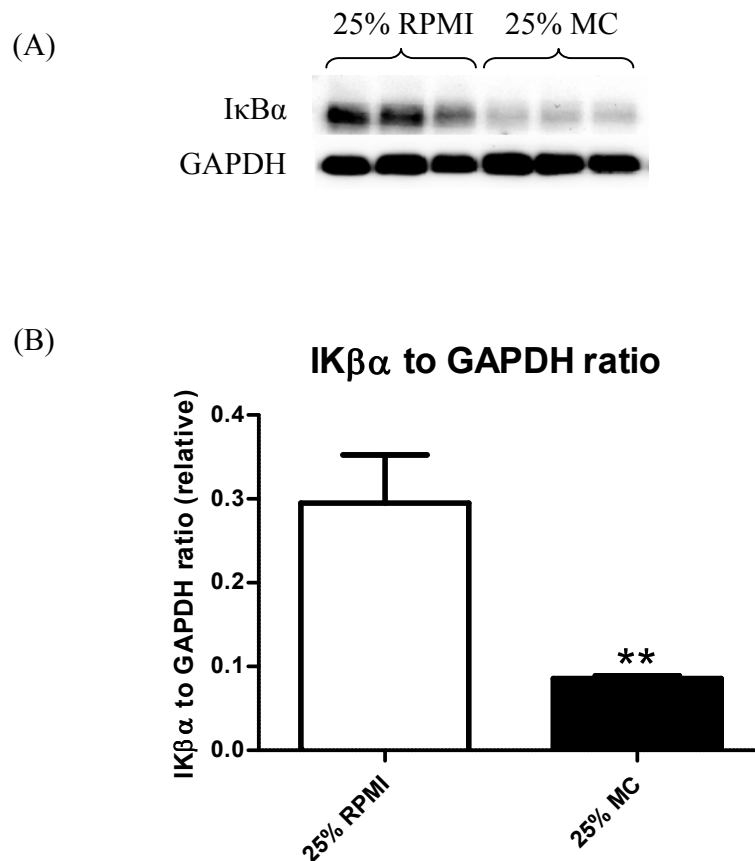 (A)
25% RPMI 25% MC
IκBα
GAPDH
(B)
IKβα to GAPDH ratio
IKβα to GAPDH ratio (relative)
0.4
0.3
0.2
0.1
0.0
**
25% RPMI
25% MC